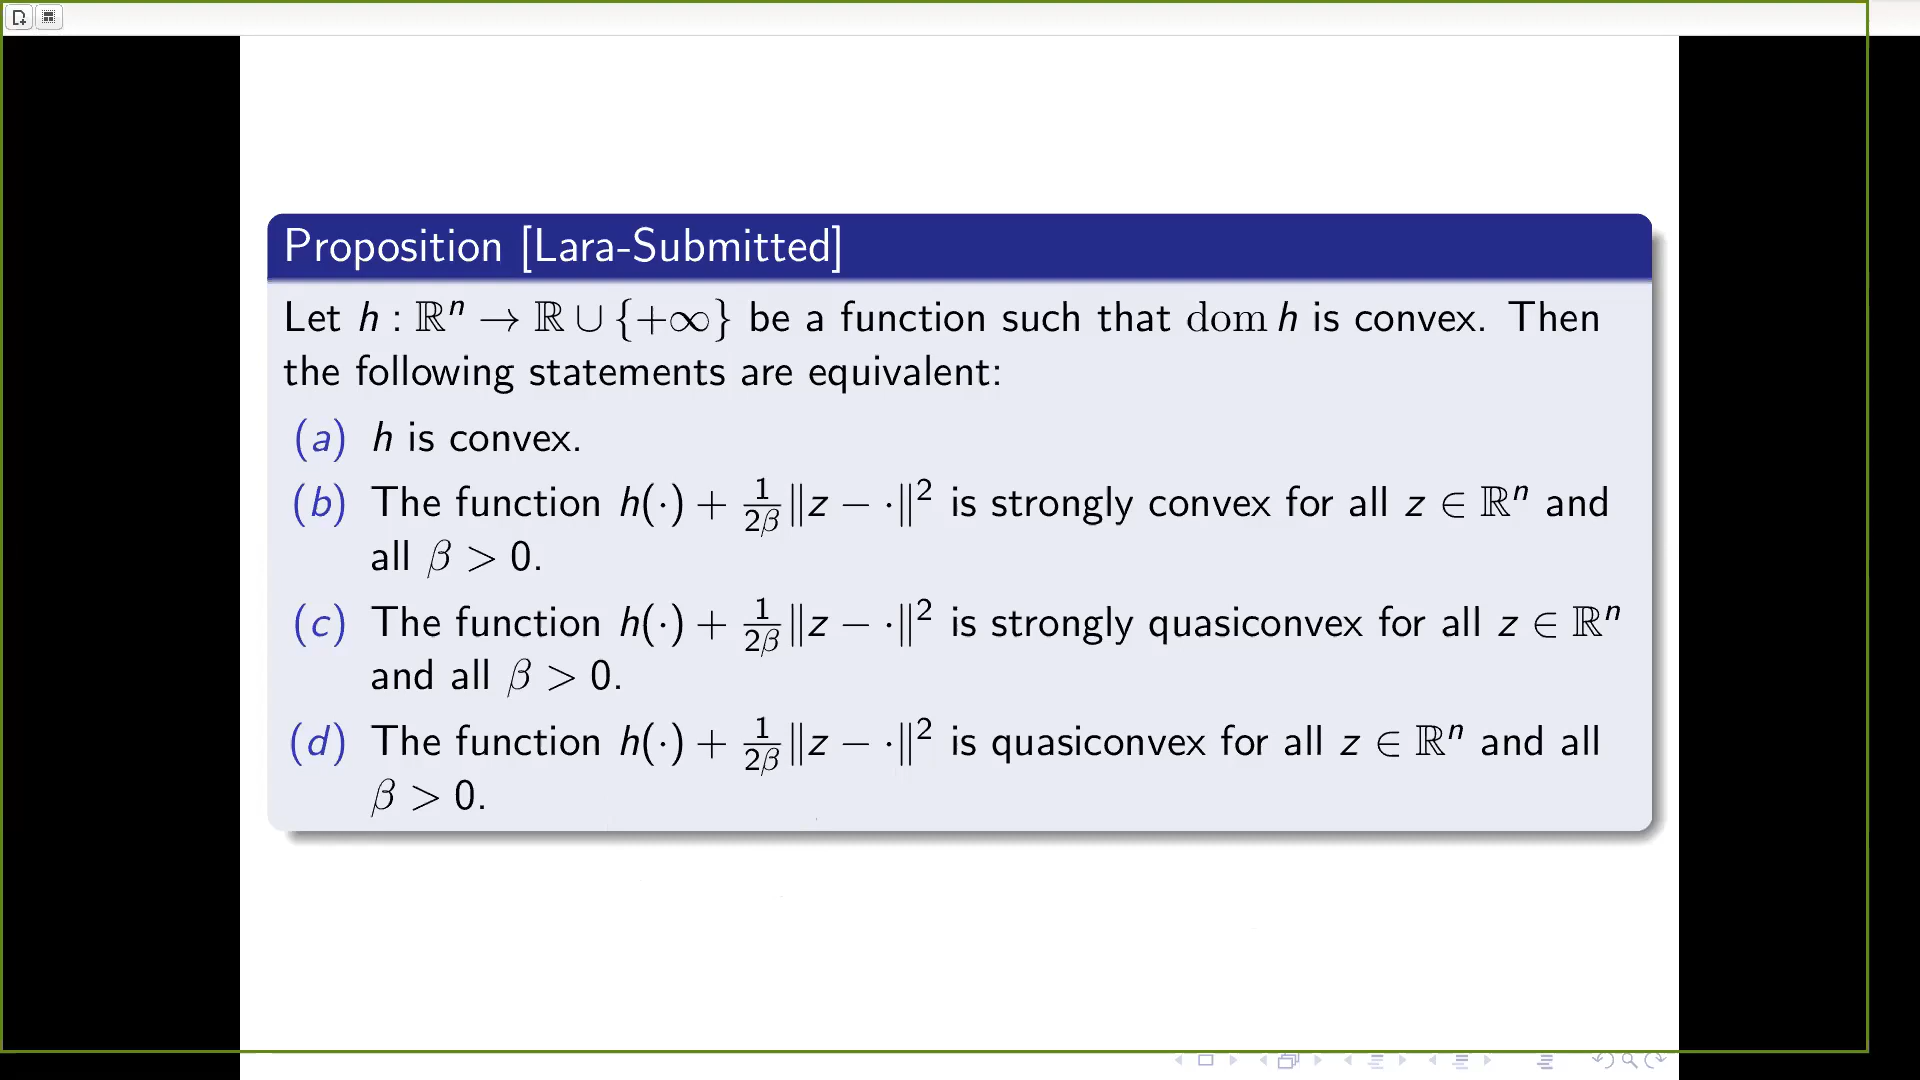 Proposition [Lara-Submitted]
Let h : ℝⁿ → ℝ ∪ {+∞} be a function such that dom h is convex. Then
the following statements are equivalent:
(a) h is convex.
(b) The function h(·) + 1/2β ‖z − ·‖² is strongly convex for all z ∈ ℝⁿ and
all β > 0.
(c) The function h(·) + 1/2β ‖z − ·‖² is strongly quasiconvex for all z ∈ ℝⁿ
and all β > 0.
(d) The function h(·) + 1/2β ‖z − ·‖² is quasiconvex for all z ∈ ℝⁿ and all
β > 0.